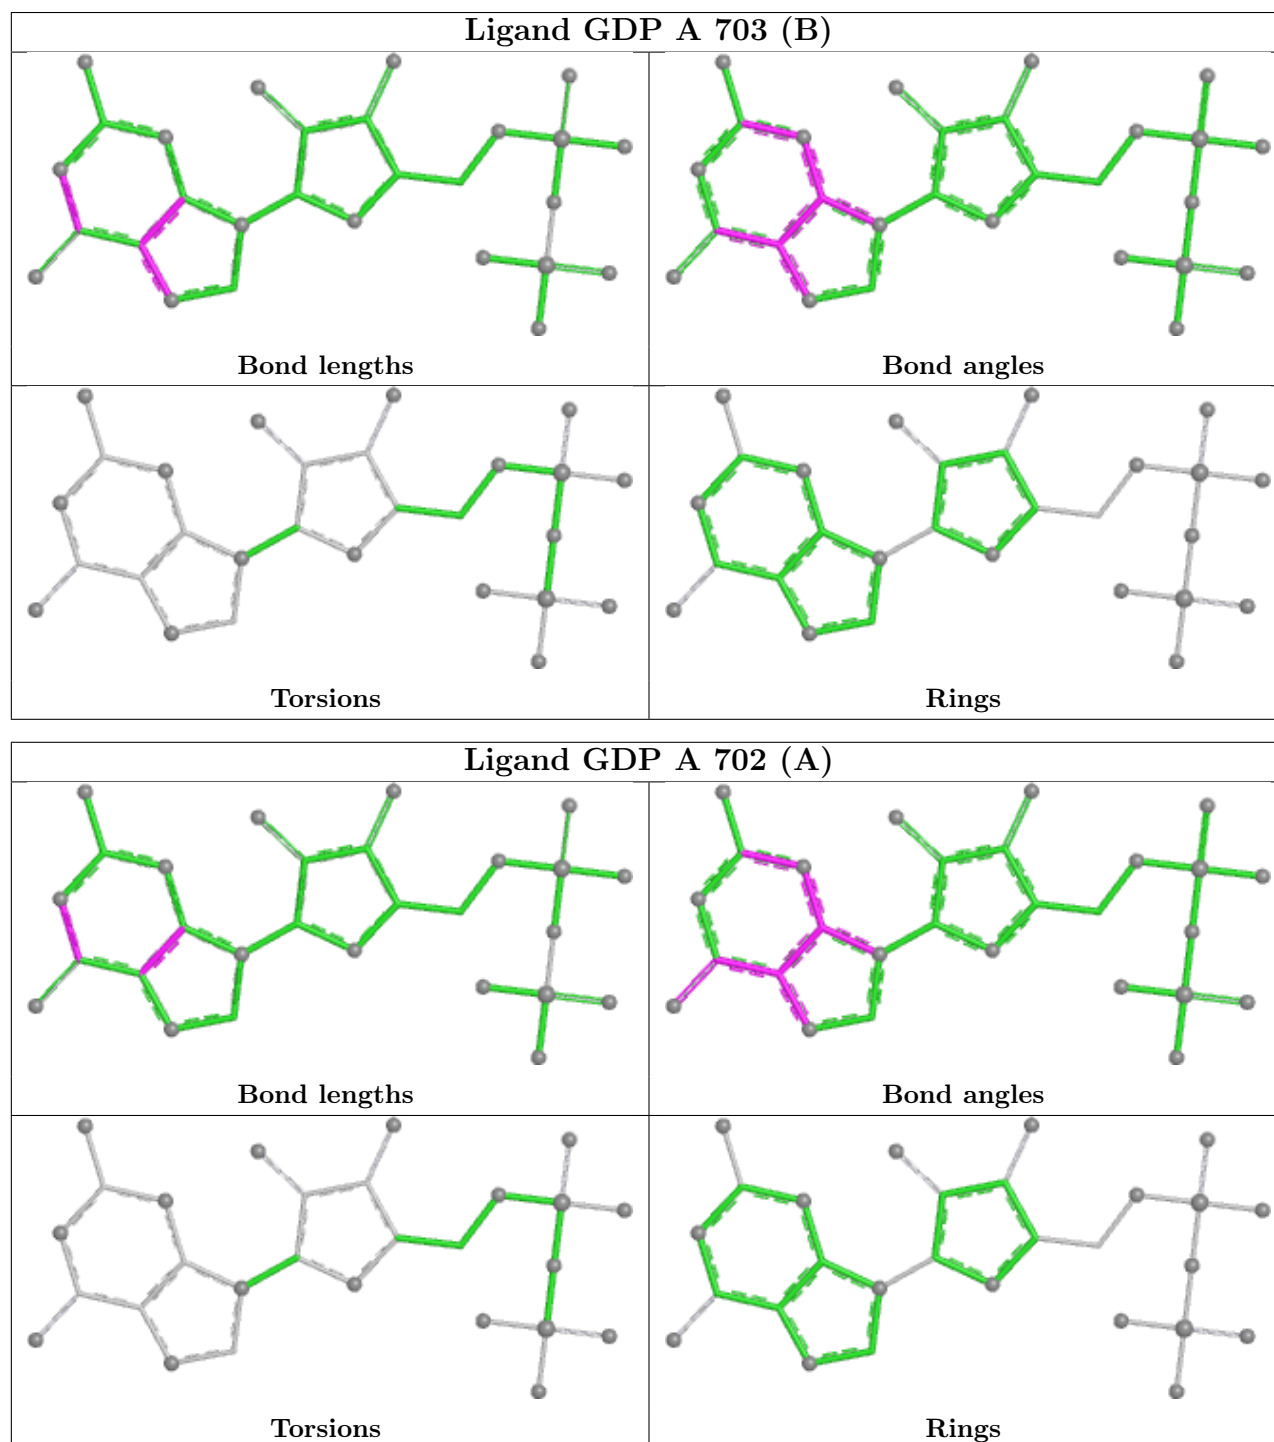 Ligand GDP A 703 (B)
Bond lengths
Bond angles
Torsions
Rings
Ligand GDP A 702 (A)
Bond lengths
Bond angles
Torsions
Rings